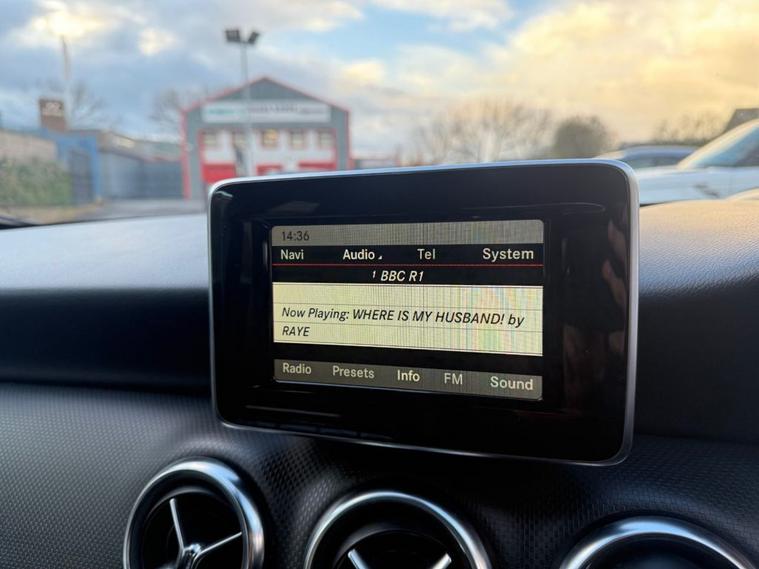 14:36
Navi Audio Tel System
1 BBC R1
Now Playing: WHERE IS MY HUSBAND! by
RAYE
Radio Presets Info FM Sound